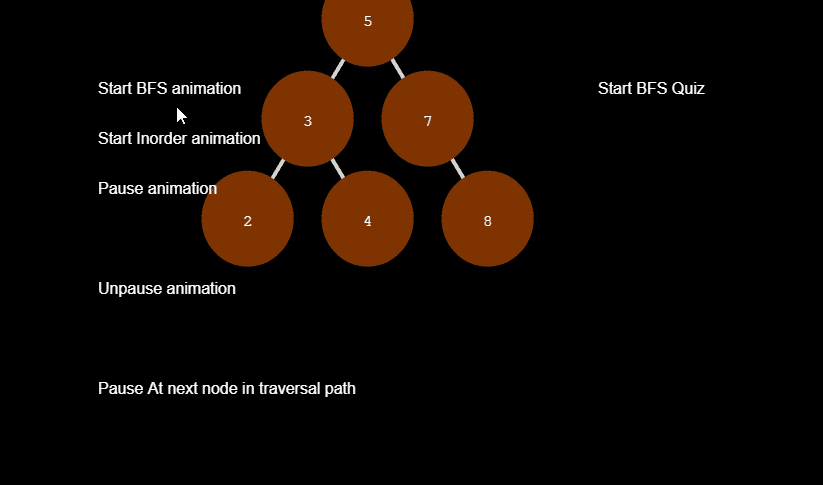 5
Start BFS animation
Start BFS Quiz
3
7
Start Inorder animation
Pause animation
2
4
8
Unpause animation
Pause At next node in traversal path